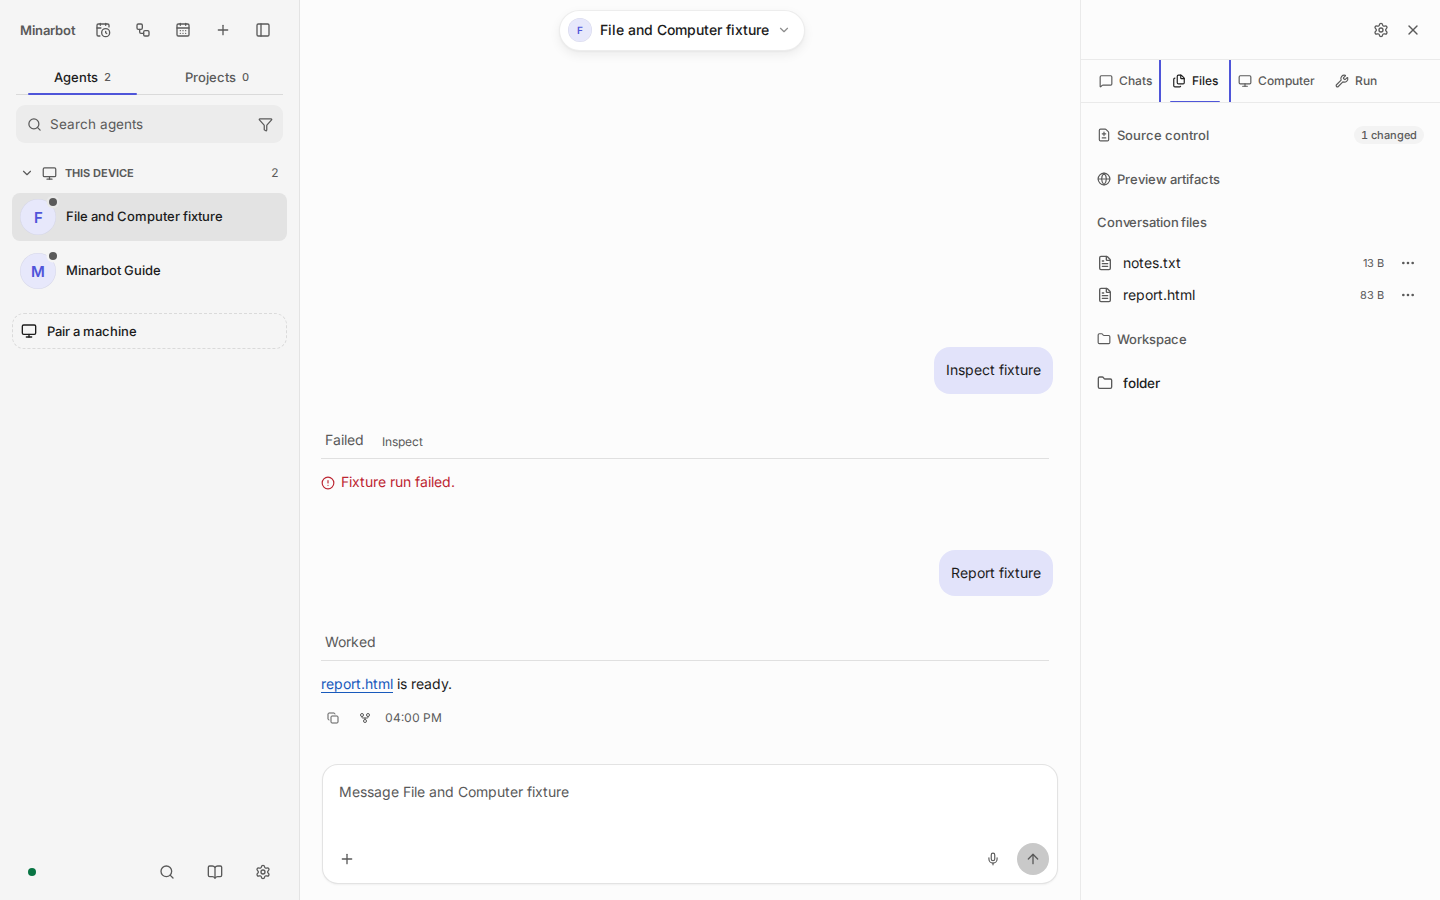 Minarbot
Agents 2
Projects 0
Search agents
THIS DEVICE 2
F File and Computer fixture
M Minarbot Guide
Pair a machine
F File and Computer fixture
Inspect fixture
Failed Inspect
Fixture run failed.
Report fixture
Worked
report.html is ready.
04:00 PM
Message File and Computer fixture
Chats Files Computer Run
Source control 1 changed
Preview artifacts
Conversation files
notes.txt 13 B
report.html 83 B
Workspace
folder